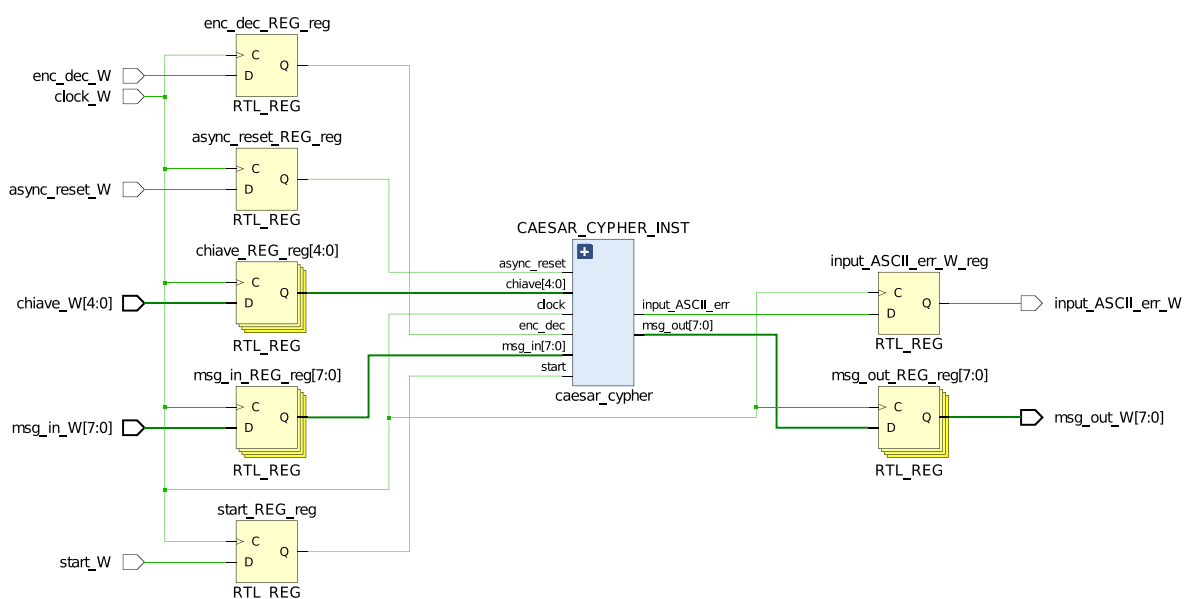 enc_dec_REG_reg
enc_dec_W
clock_W
C
D
Q
RTL_REG
async_reset_REG_reg
async_reset_W
C
D
Q
RTL_REG
chiave_REG_reg[4:0]
chiave_W[4:0]
C
D
Q
RTL_REG
msg_in_REG_reg[7:0]
msg_in_W[7:0]
C
D
Q
RTL_REG
start_REG_reg
start_W
C
D
Q
RTL_REG
CAESAR_CYPHER_INST
async_reset
chiave[4:0]
clock
enc_dec
msg_in[7:0]
start
input_ASCII_err
msg_out[7:0]
caesar_cypher
input_ASCII_err_W_reg
C
D
Q
RTL_REG
input_ASCII_err_W
msg_out_REG_reg[7:0]
C
D
Q
RTL_REG
msg_out_W[7:0]